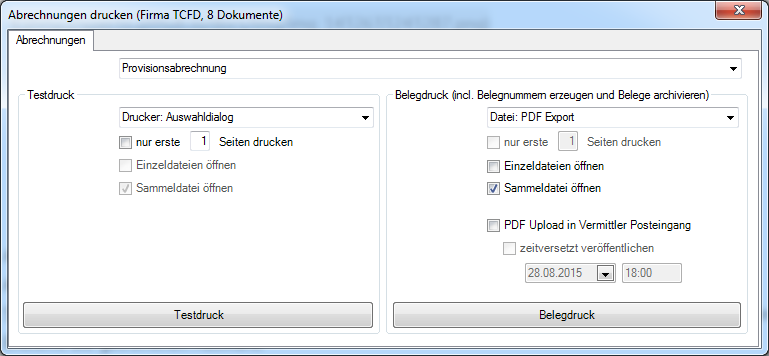 Abrechnungen drucken (Firma TCFD, 8 Dokumente)
Abrechnungen
Provisionsabrechnung
Testdruck
Drucker: Auswahldialog
nur erste 1 Seiten drucken
Einzeldateien öffnen
Sammeldatei öffnen
Testdruck
Belegdruck (incl. Belegnummern erzeugen und Belege archivieren)
Datei: PDF Export
nur erste 1 Seiten drucken
Einzeldateien öffnen
Sammeldatei öffnen
PDF Upload in Vermittler Posteingang
zeitversetzt veröffentlichen
28.08.2015 18:00
Belegdruck